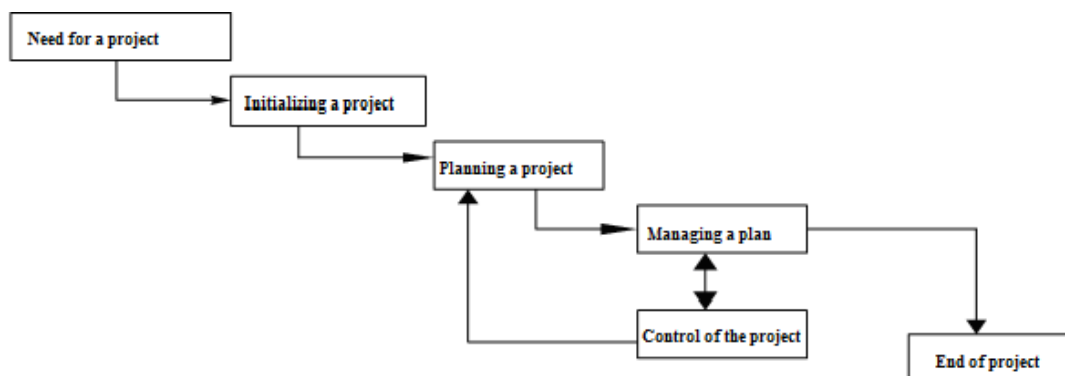 Need for a project
Initializing a project
Planning a project
Managing a plan
Control of the project
End of project